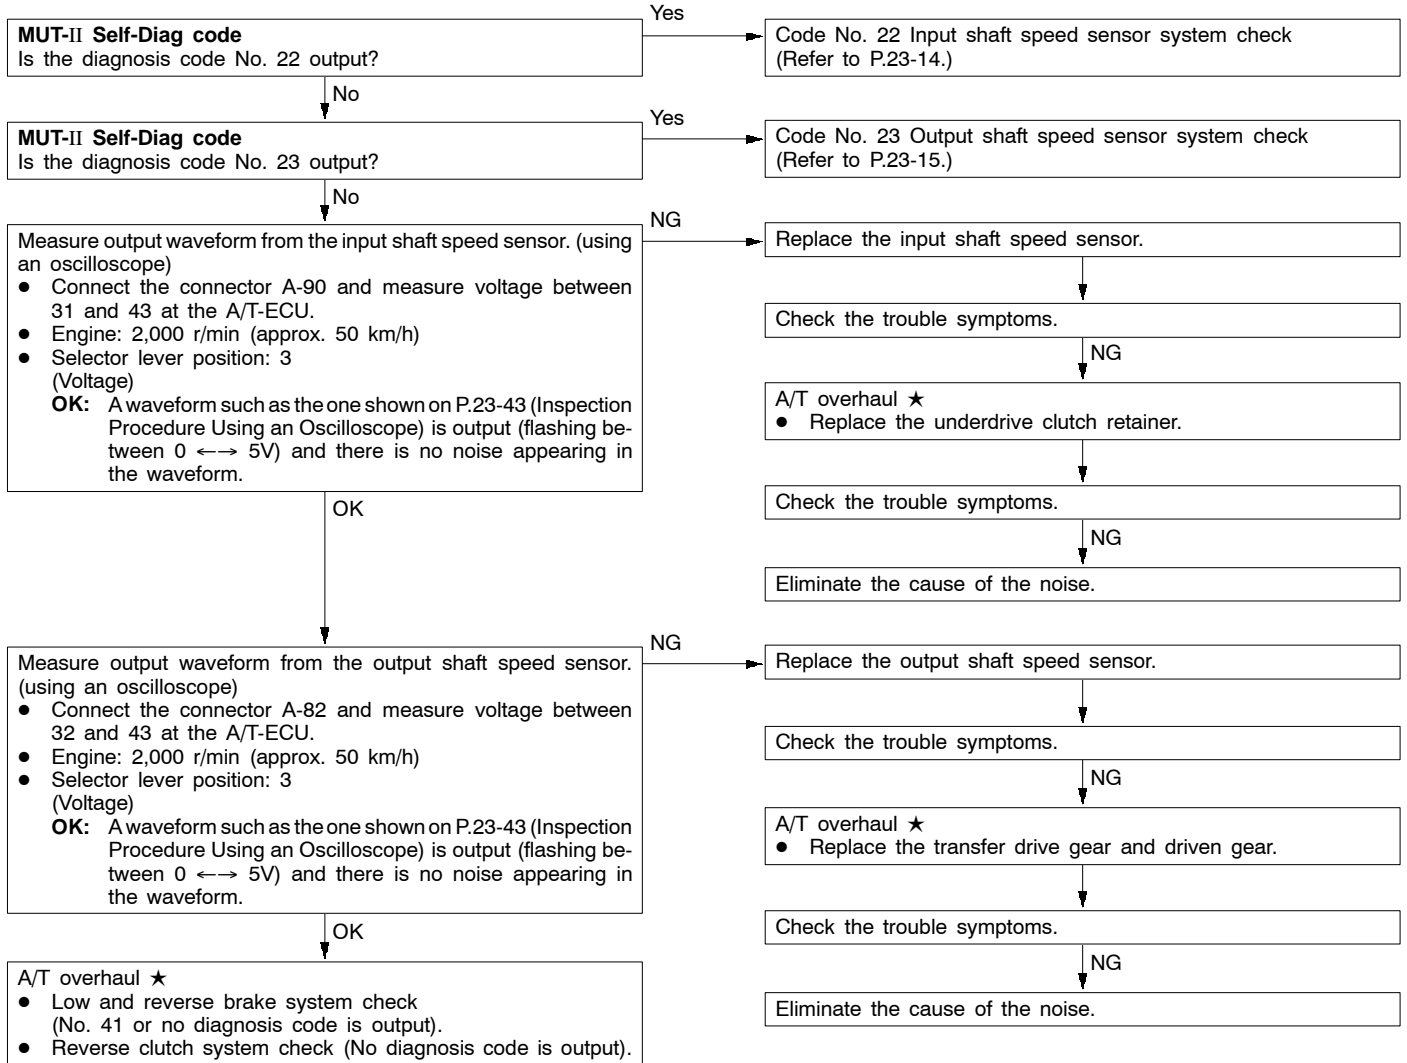 MUT-II Self-Diag code
Is the diagnosis code No. 22 output?
Yes
Code No. 22 Input shaft speed sensor system check
(Refer to P.23-14.)
No
MUT-II Self-Diag code
Is the diagnosis code No. 23 output?
Yes
Code No. 23 Output shaft speed sensor system check
(Refer to P.23-15.)
No
Measure output waveform from the input shaft speed sensor. (using
an oscilloscope)
● Connect the connector A-90 and measure voltage between
31 and 43 at the A/T-ECU.
● Engine: 2,000 r/min (approx. 50 km/h)
● Selector lever position: 3
(Voltage)
OK: A waveform such as the one shown on P.23-43 (Inspection
Procedure Using an Oscilloscope) is output (flashing be-
tween 0 ←→ 5V) and there is no noise appearing in
the waveform.
NG
Replace the input shaft speed sensor.
Check the trouble symptoms.
NG
A/T overhaul ★
● Replace the underdrive clutch retainer.
Check the trouble symptoms.
NG
Eliminate the cause of the noise.
OK
Measure output waveform from the output shaft speed sensor.
(using an oscilloscope)
● Connect the connector A-82 and measure voltage between
32 and 43 at the A/T-ECU.
● Engine: 2,000 r/min (approx. 50 km/h)
● Selector lever position: 3
(Voltage)
OK: A waveform such as the one shown on P.23-43 (Inspection
Procedure Using an Oscilloscope) is output (flashing be-
tween 0 ←→ 5V) and there is no noise appearing in
the waveform.
NG
Replace the output shaft speed sensor.
Check the trouble symptoms.
NG
A/T overhaul ★
● Replace the transfer drive gear and driven gear.
Check the trouble symptoms.
NG
Eliminate the cause of the noise.
OK
A/T overhaul ★
● Low and reverse brake system check
(No. 41 or no diagnosis code is output).
● Reverse clutch system check (No diagnosis code is output).